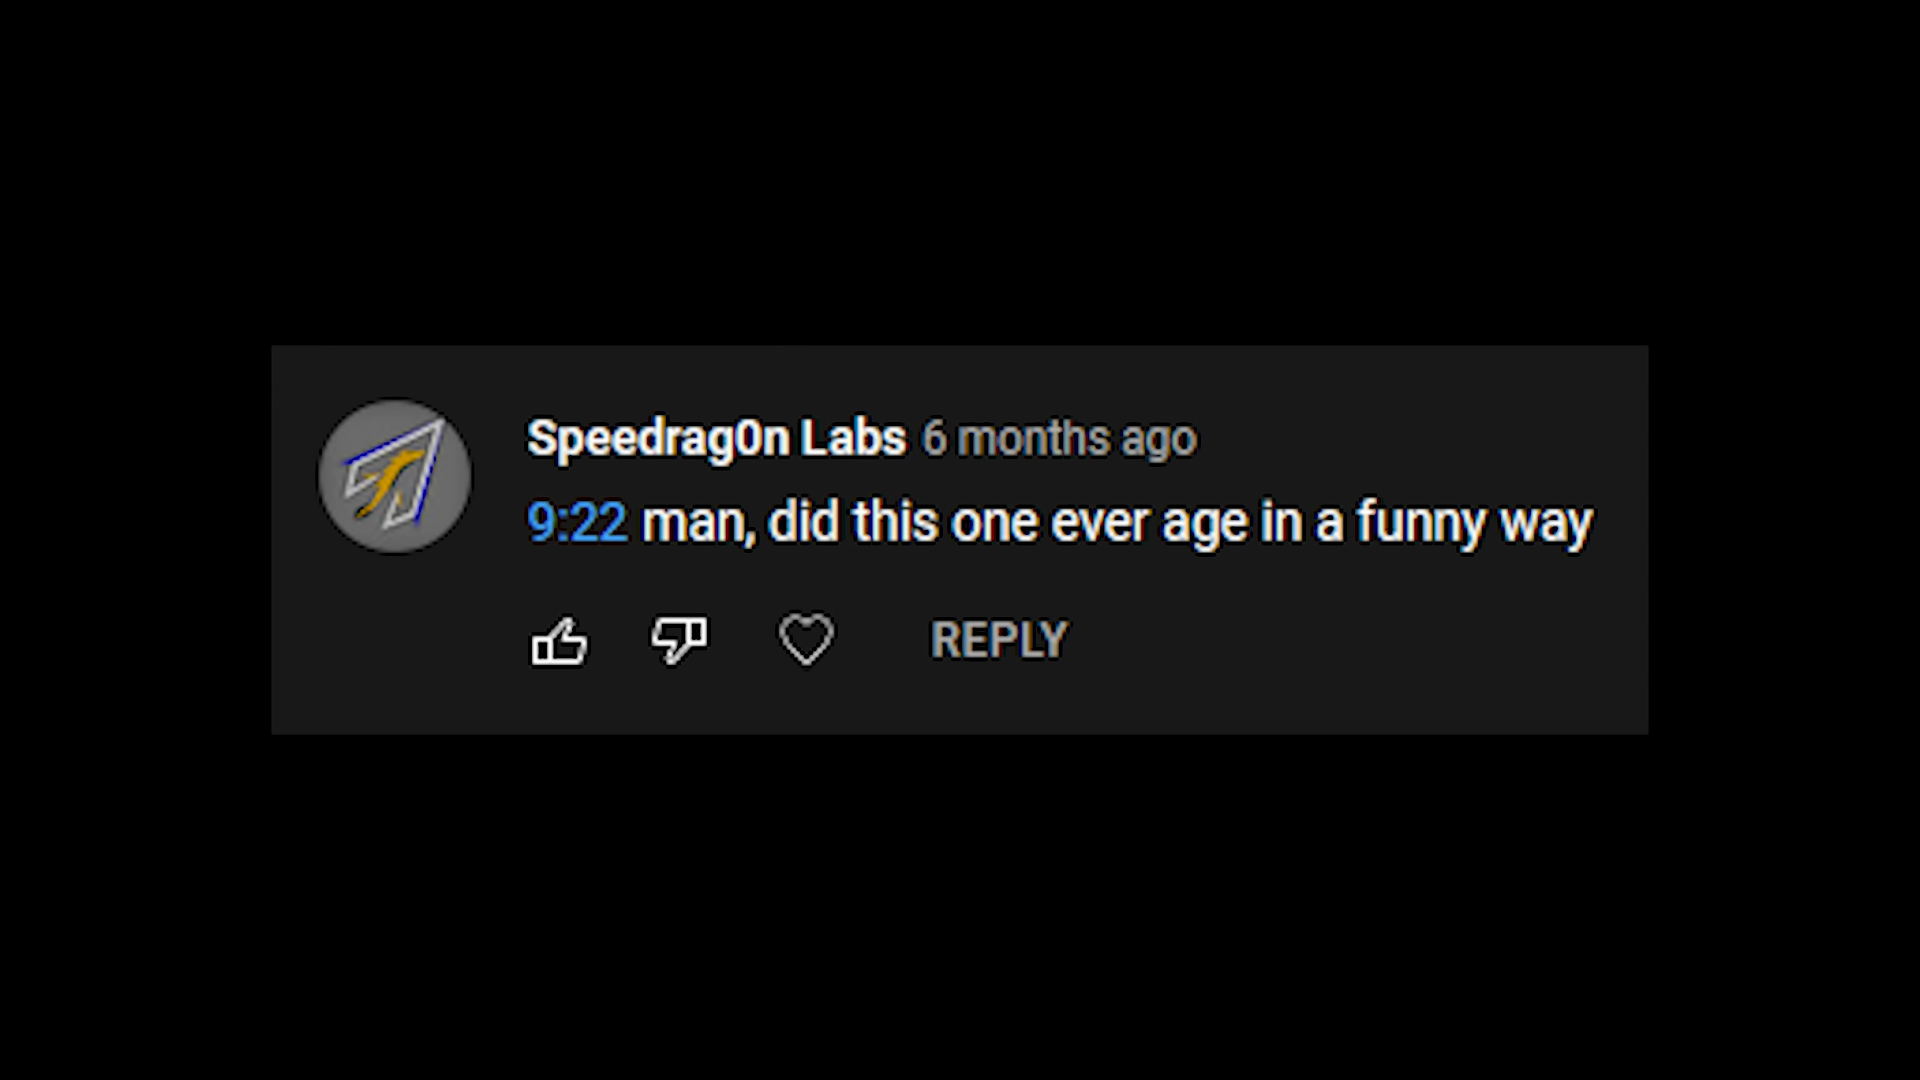 Speedrag0n Labs 6 months ago
9:22 man, did this one ever age in a funny way
REPLY